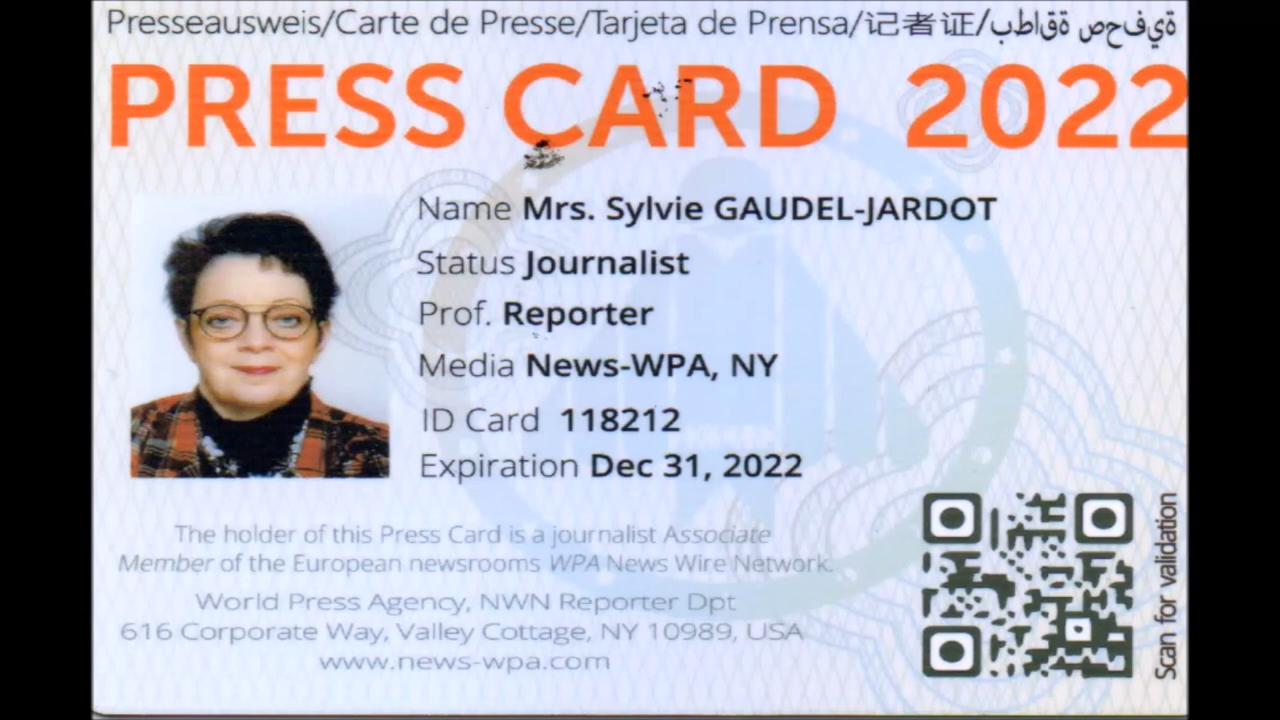 Presseausweis/Carte de Presse/Tarjeta de Prensa/记者证/بطاقة صحفية
PRESS CARD 2022
Name Mrs. Sylvie GAUDEL-JARDOT
Status Journalist
Prof. Reporter
Media News-WPA, NY
ID Card 118212
Expiration Dec 31, 2022
The holder of this Press Card is a journalist Associate
Member of the European newsrooms WPA News Wire Network.
World Press Agency, NWN Reporter Dpt
616 Corporate Way, Valley Cottage, NY 10989, USA
www.news-wpa.com
Scan for validation